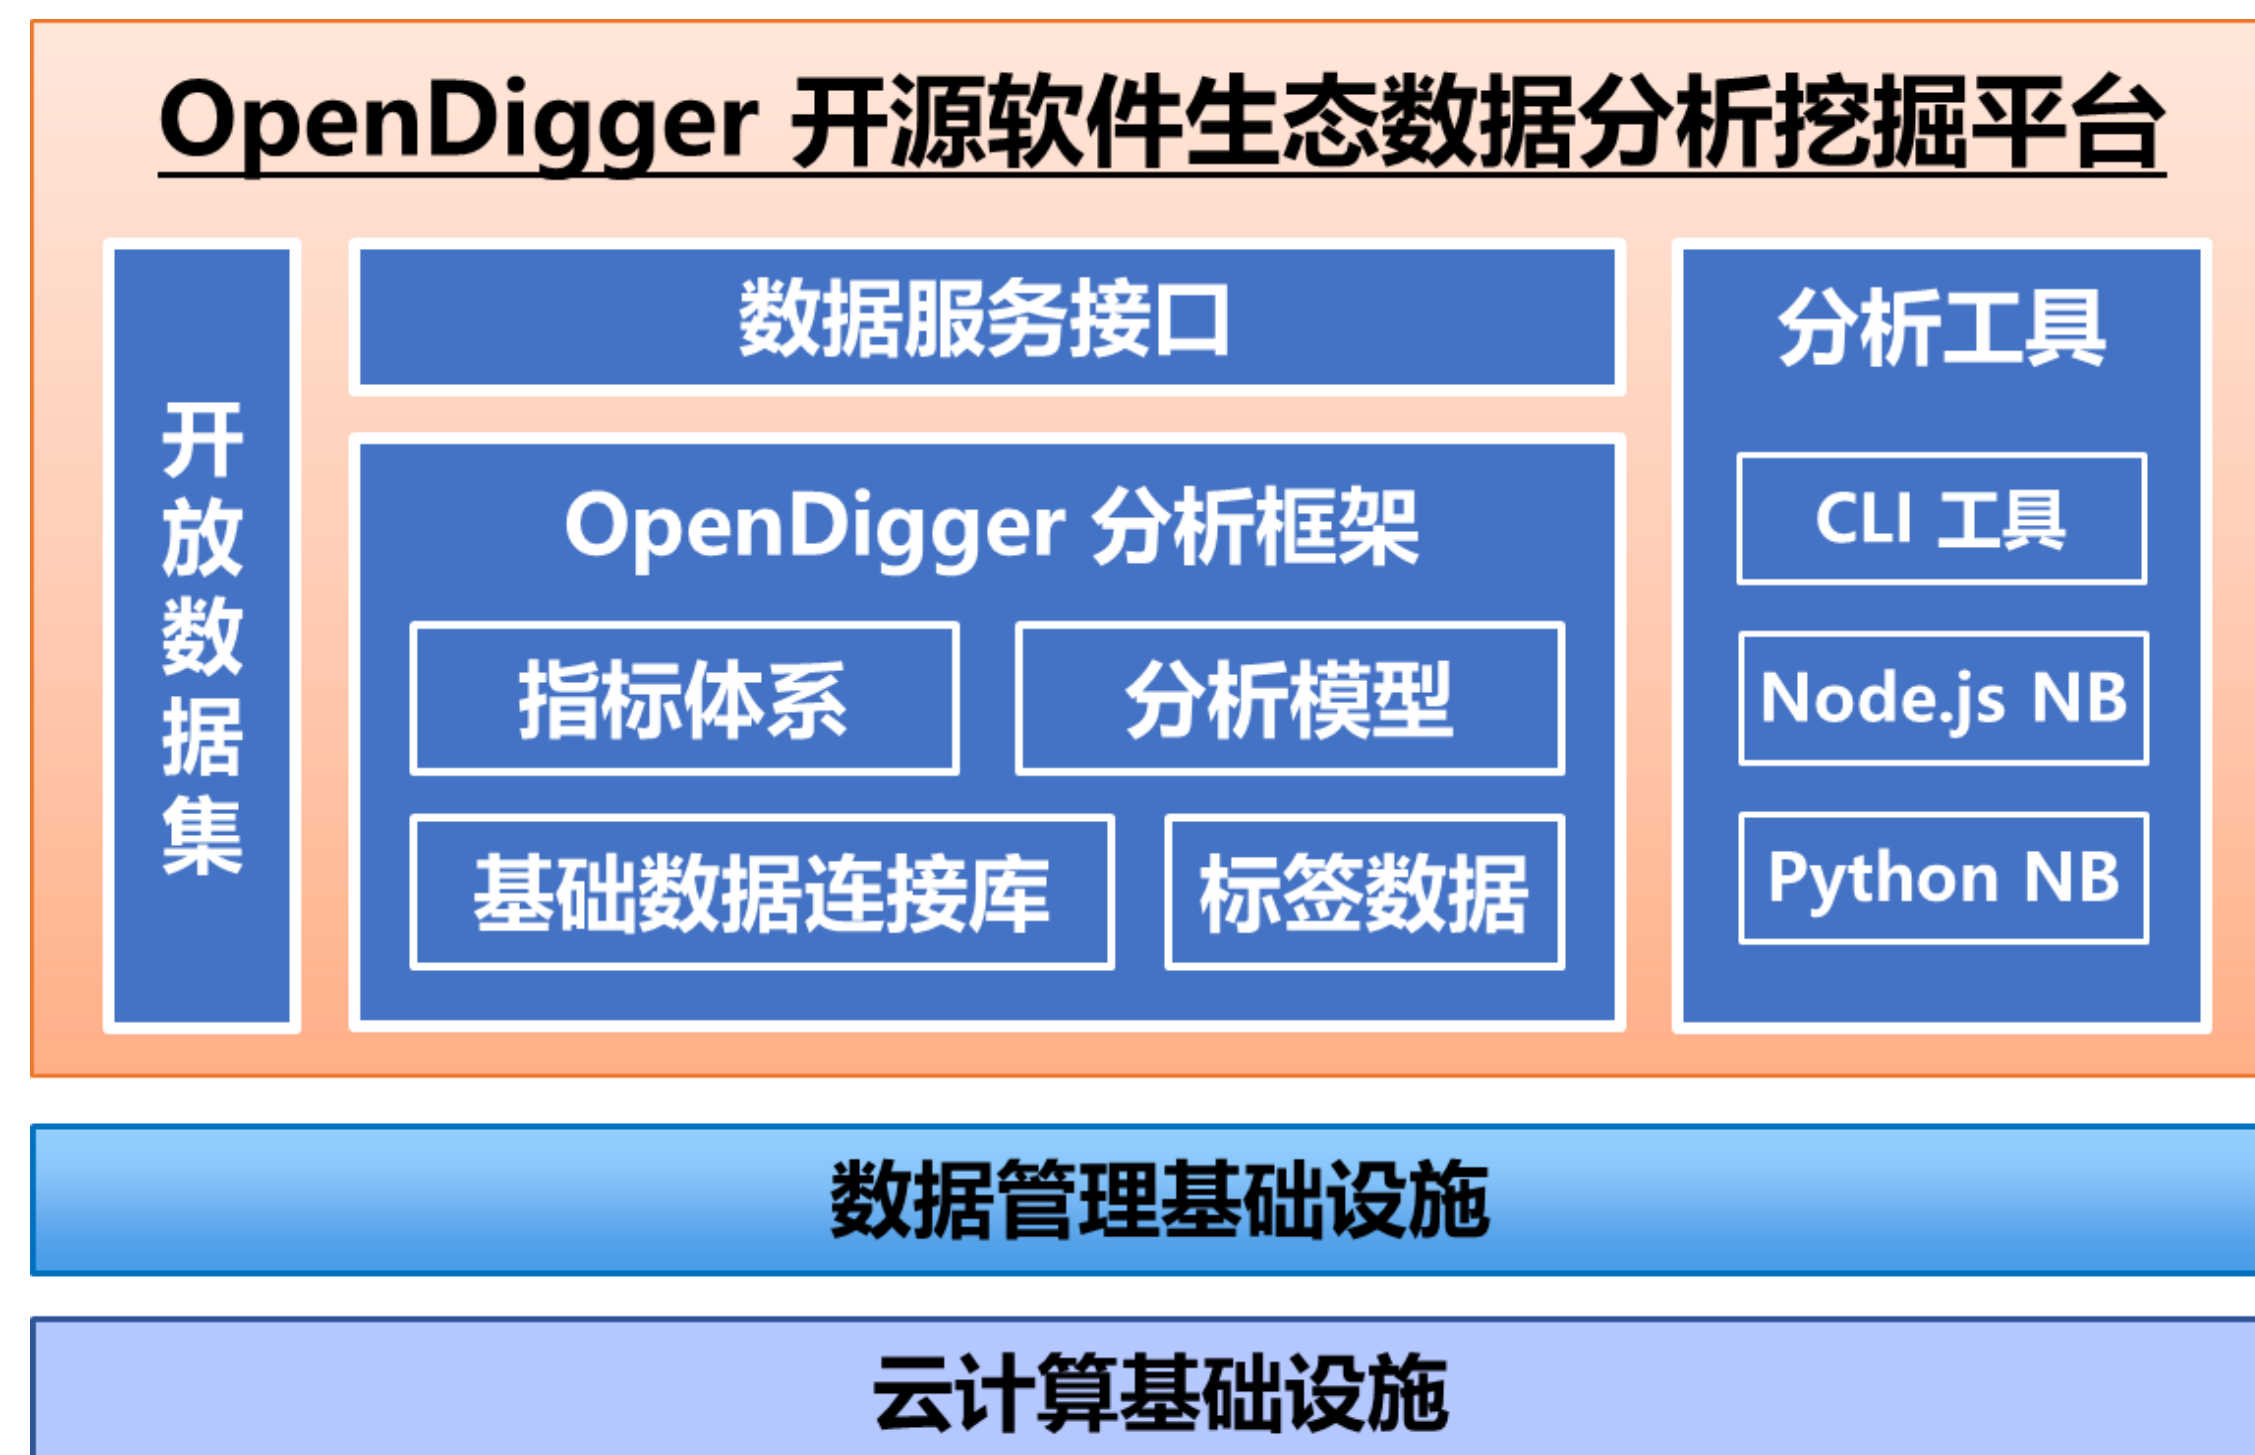 OpenDigger 开源软件生态数据分析挖掘平台
开放数据集
数据服务接口
OpenDigger 分析框架
指标体系
分析模型
基础数据连接库
标签数据
分析工具
CLI 工具
Node.js NB
Python NB
数据管理基础设施
云计算基础设施